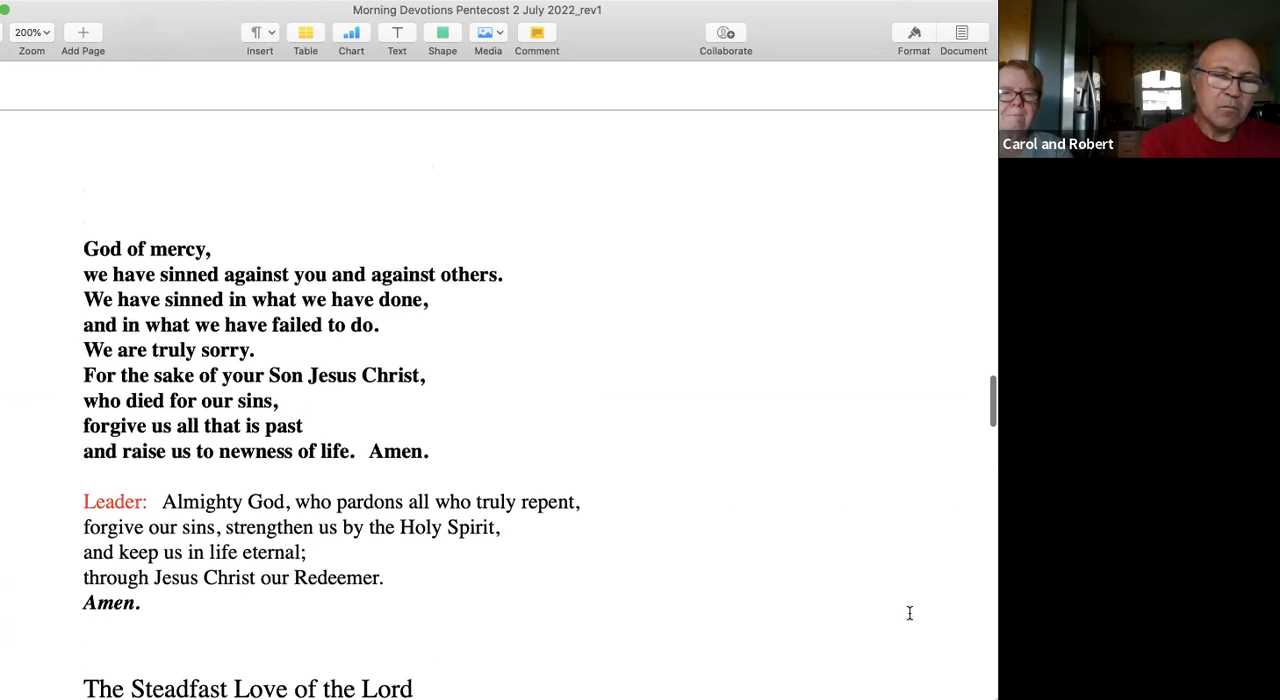 Morning Devotions Pentecost 2 July 2022_rev1
200%
Zoom
Add Page
Insert
Table
Chart
Text
Shape
Media
Comment
Collaborate
Format
Document
Carol and Robert
God of mercy,
we have sinned against you and against others.
We have sinned in what we have done,
and in what we have failed to do.
We are truly sorry.
For the sake of your Son Jesus Christ,
who died for our sins,
forgive us all that is past
and raise us to newness of life. Amen.
Leader: Almighty God, who pardons all who truly repent,
forgive our sins, strengthen us by the Holy Spirit,
and keep us in life eternal;
through Jesus Christ our Redeemer.
Amen.
The Steadfast Love of the Lord